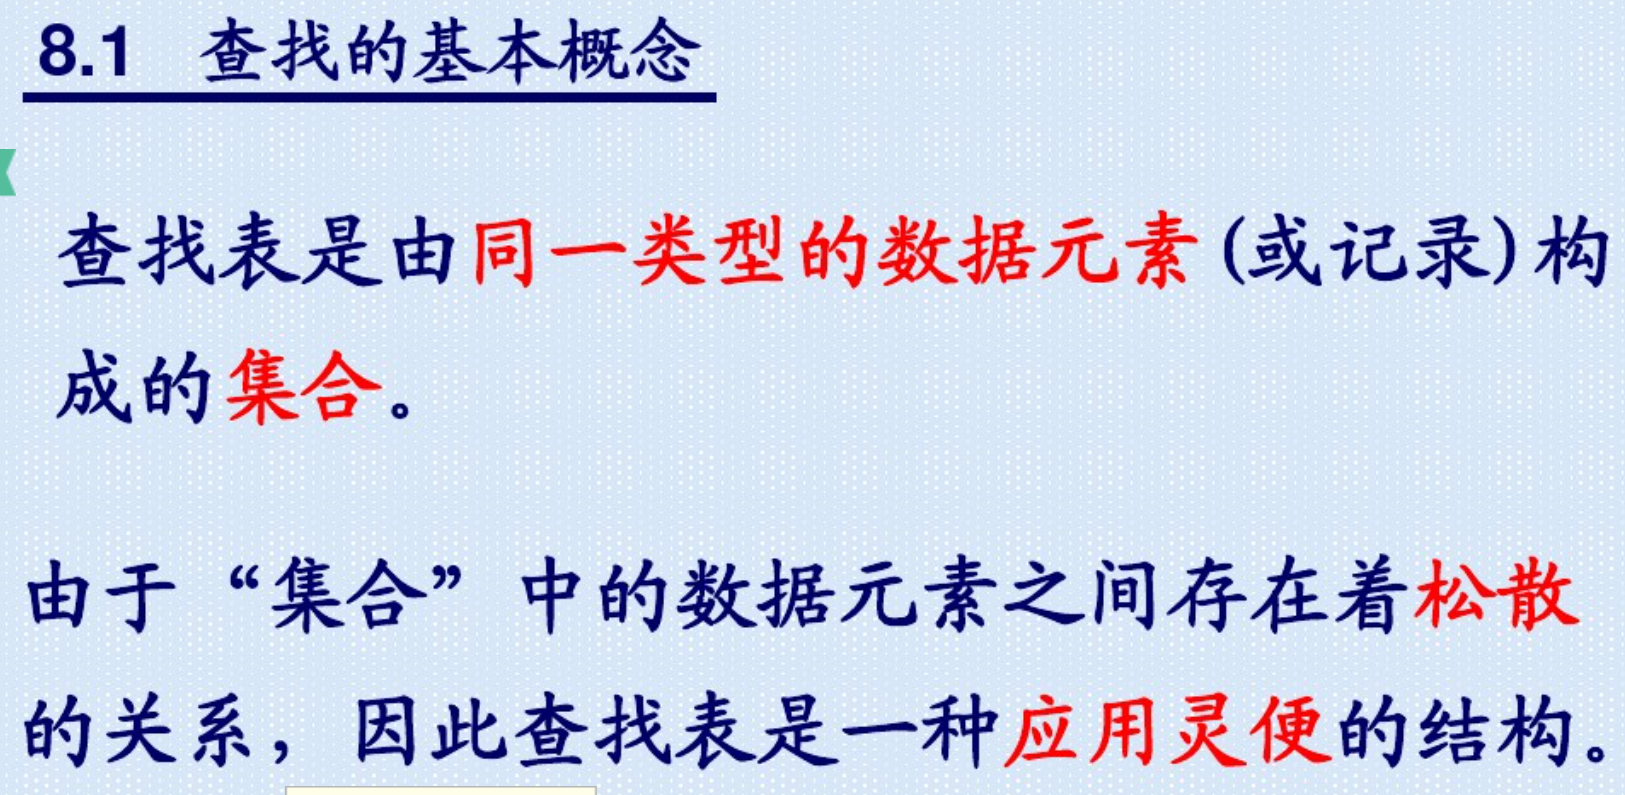 8.1 查找的基本概念
查找表是由同一类型的数据元素(或记录)构
成的集合。
由于“集合”中的数据元素之间存在着松散
的关系，因此查找表是一种应用灵便的结构。